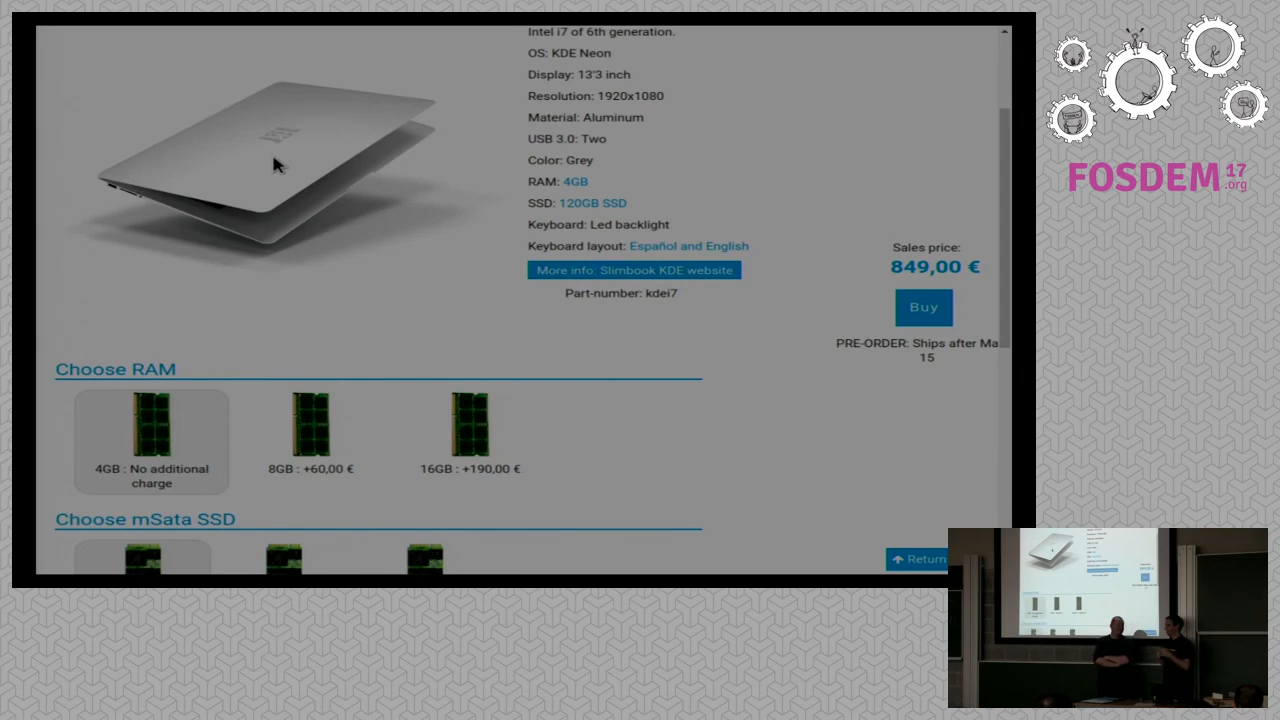 Intel i7 of 6th generation.
OS: KDE Neon
Display: 13'3 inch
Resolution: 1920x1080
Material: Aluminum
USB 3.0: Two
Color: Grey
RAM: 4GB
SSD: 120GB SSD
Keyboard: Led backlight
Keyboard layout: Español and English
More info: Slimbook KDE website
Part-number: kdei7
Sales price:
849,00 €
Buy
PRE-ORDER: Ships after Ma
15
Choose RAM
4GB : No additional
charge
8GB : +60,00 €
16GB : +190,00 €
Choose mSata SSD
Return
FOSDEM 17
.org